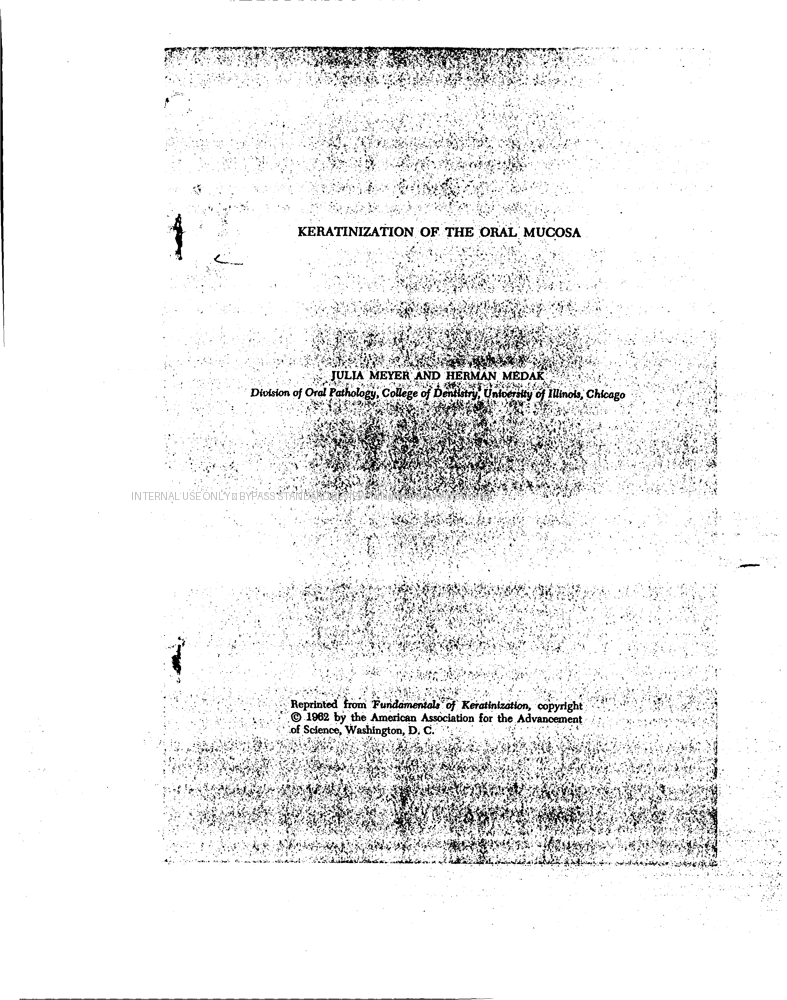 KERATINIZATION OF THE ORAL MUCOSA
JULIA MEYER AND HERMAN MEDAK
Division of Oral Pathology, College of Dentistry, University of Illinois, Chicago
INTERNAL USE ONLY BYPASS
Reprinted from Fundamentals of Keratinization, copyright
© 1962 by the American Association for the Advancement
of Science, Washington, D. C.